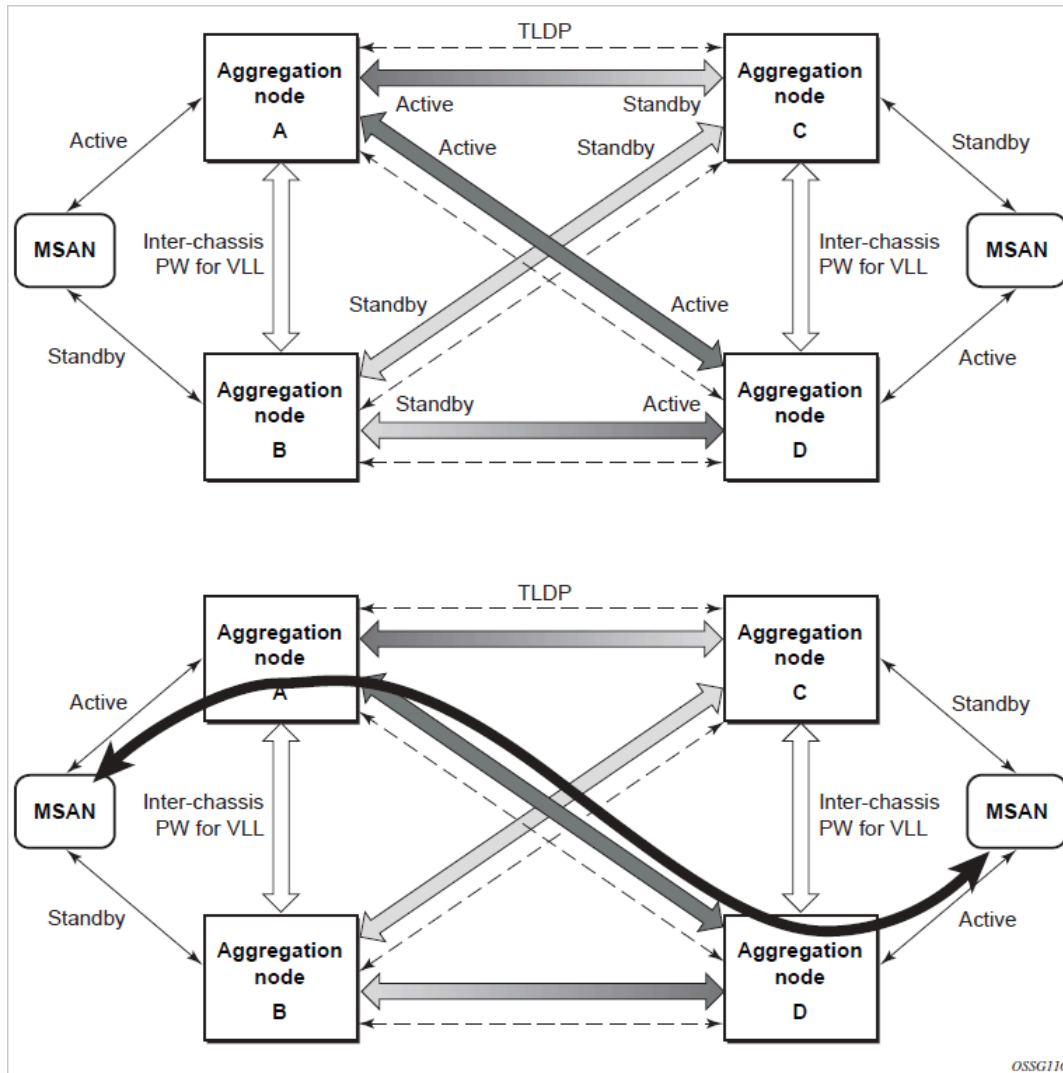 TLDP
Aggregation
node
A
Aggregation
node
C
Active
Standby
Active
Active
Standby
Standby
MSAN
Inter-chassis
PW for VLL
Inter-chassis
PW for VLL
MSAN
Standby
Active
Standby
Active
Aggregation
node
B
Standby
Active
Aggregation
node
D
TLDP
Aggregation
node
A
Aggregation
node
C
Active
Standby
MSAN
Inter-chassis
PW for VLL
Inter-chassis
PW for VLL
MSAN
Standby
Active
Aggregation
node
B
Aggregation
node
D